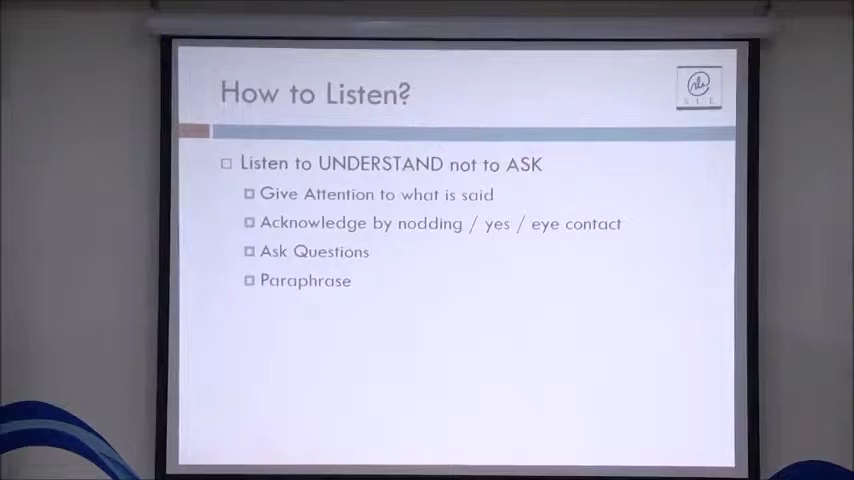 How to Listen?
SLE
Listen to UNDERSTAND not to ASK
Give Attention to what is said
Acknowledge by nodding / yes / eye contact
Ask Questions
Paraphrase